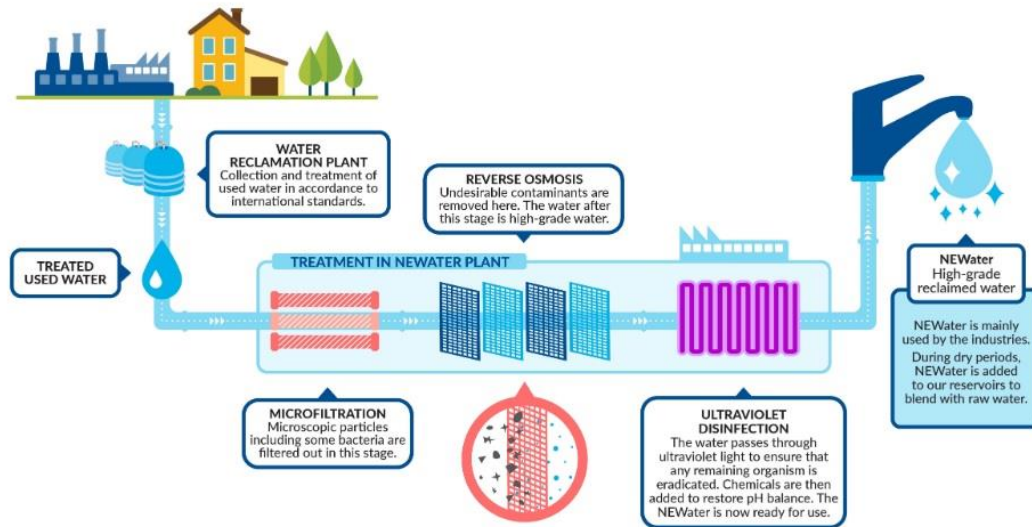 WATER
RECLAMATION PLANT
Collection and treatment of
used water in accordance to
international standards.
TREATED
USED WATER
REVERSE OSMOSIS
Undesirable contaminants are
removed here. The water after
this stage is high-grade water.
TREATMENT IN NEWATER PLANT
MICROFILTRATION
Microscopic particles
including some bacteria are
filtered out in this stage.
ULTRAVIOLET
DISINFECTION
The water passes through
ultraviolet light to ensure that
any remaining organism is
eradicated. Chemicals are then
added to restore pH balance. The
NEWater is now ready for use.
NEWater
High-grade
reclaimed water
NEWater is mainly
used by the industries.
During dry periods,
NEWater is added
to our reservoirs to
blend with raw water.